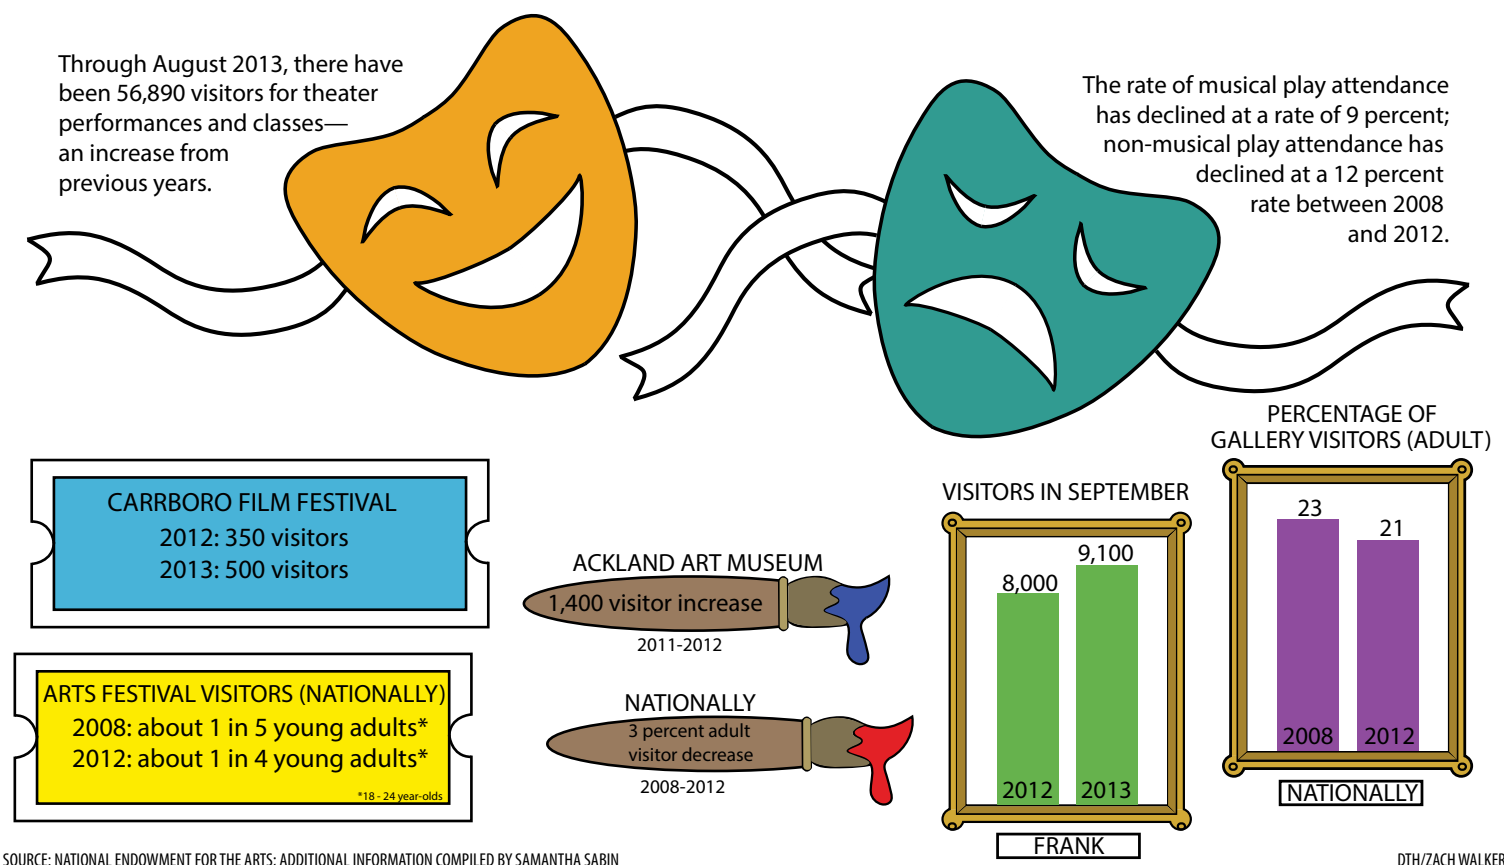 Through August 2013, there have
been 56,890 visitors for theater
performances and classes—
an increase from
previous years.
The rate of musical play attendance
has declined at a rate of 9 percent;
non-musical play attendance has
declined at a 12 percent
rate between 2008
and 2012.
CARRBORO FILM FESTIVAL
2012: 350 visitors
2013: 500 visitors
ARTS FESTIVAL VISITORS (NATIONALLY)
2008: about 1 in 5 young adults*
2012: about 1 in 4 young adults*
*18 - 24 year-olds
ACKLAND ART MUSEUM
1,400 visitor increase
2011-2012
NATIONALLY
3 percent adult
visitor decrease
2008-2012
VISITORS IN SEPTEMBER
8,000
9,100
2012
2013
FRANK
PERCENTAGE OF
GALLERY VISITORS (ADULT)
23
21
2008
2012
NATIONALLY
SOURCE: NATIONAL ENDOWMENT FOR THE ARTS; ADDITIONAL INFORMATION COMPILED BY SAMANTHA SABIN
DTH/ZACH WALKER